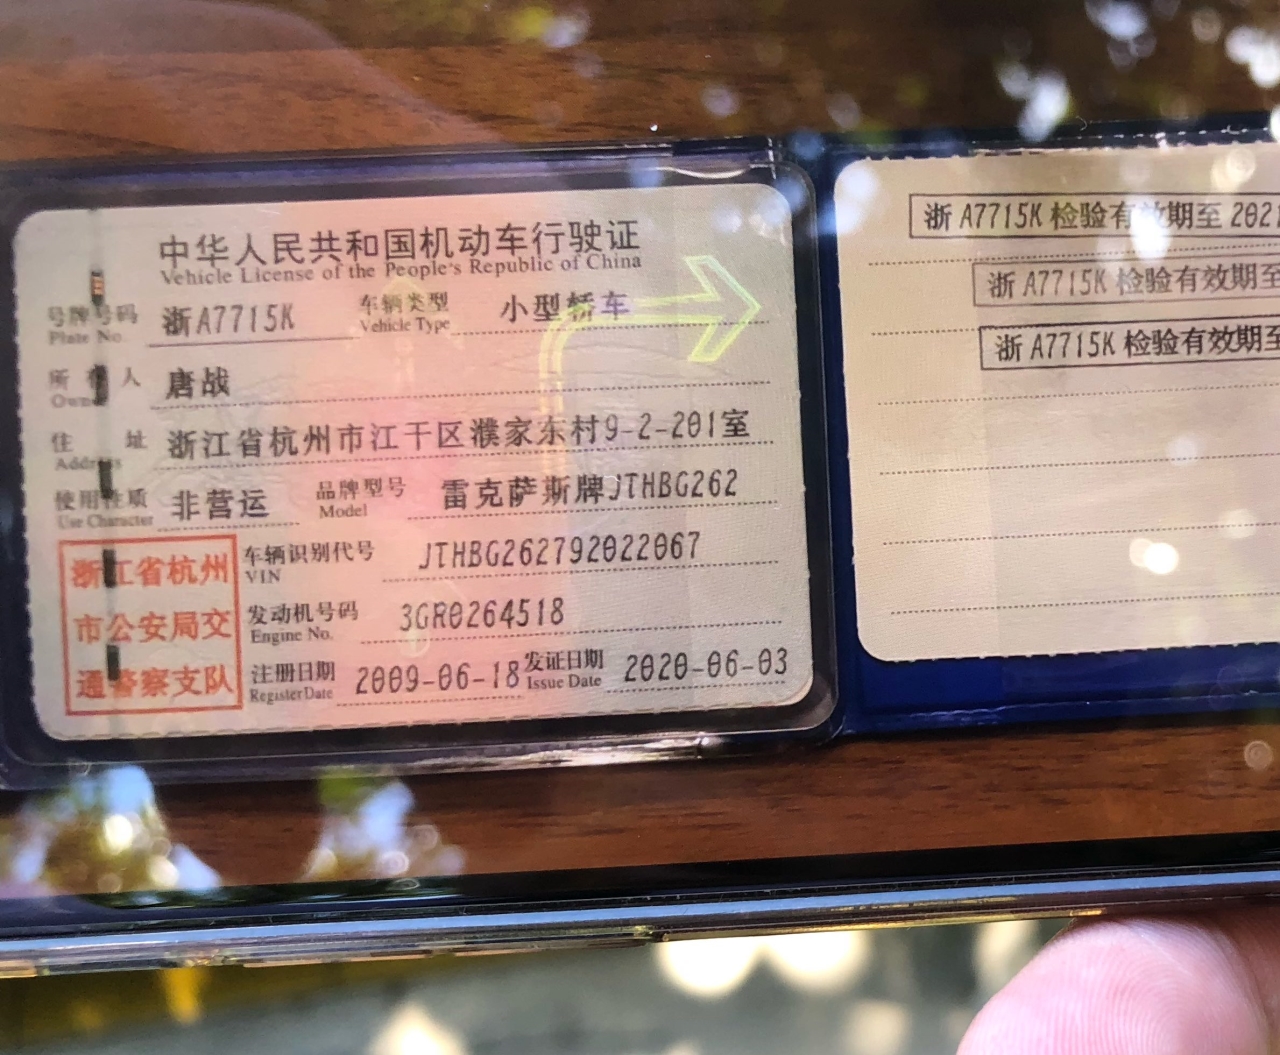 中华人民共和国机动车行驶证
Vehicle License of the People's Republic of China
号牌号码 浙A7715K 车辆类型 小型轿车
Plate No. Vehicle Type
所有人 唐战
Owner
住址 浙江省杭州市江干区濮家东村9-2-201室
Address
使用性质 非营运 品牌型号 雷克萨斯牌JTHBG262
Use Character Model
浙江省杭州
市公安局交
通警察支队
车辆识别代号 JTHBG262792022067
VIN
发动机号码 3GR0264518
Engine No.
注册日期 2009-06-18 发证日期 2020-06-03
Register Date Issue Date
浙A7715K 检验有效期至 2021
浙A7715K 检验有效期至
浙A7715K 检验有效期至